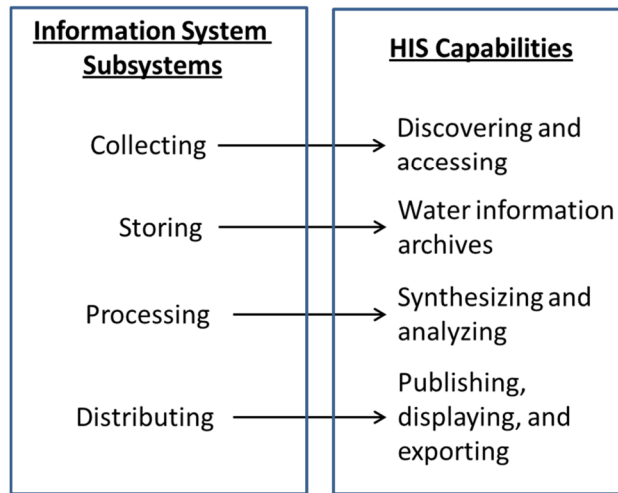 Information System
Subsystems
Collecting
Storing
Processing
Distributing
HIS Capabilities
Discovering and
accessing
Water information
archives
Synthesizing and
analyzing
Publishing,
displaying, and
exporting